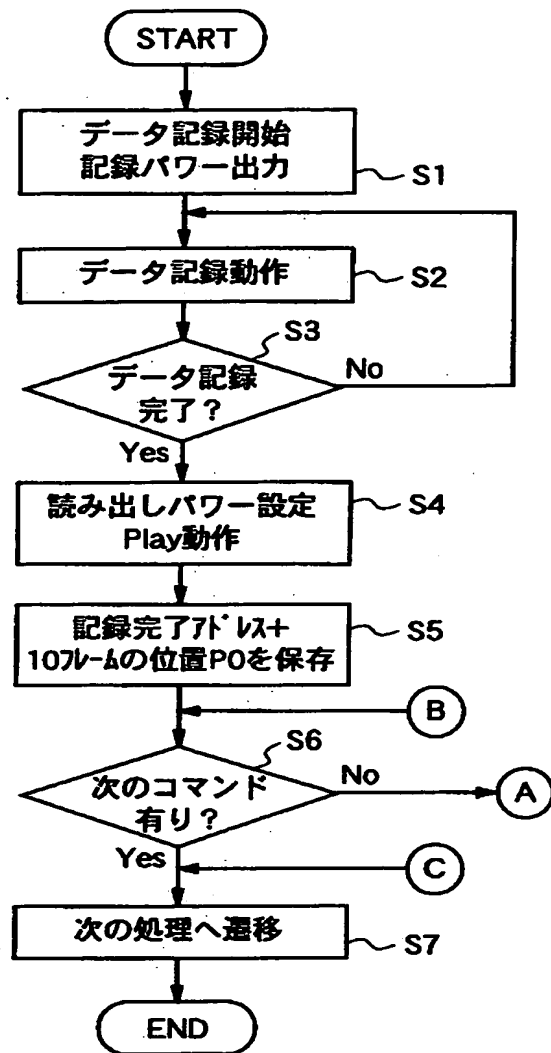 START
データ記録開始
記録パワー出力
S1
データ記録動作
S2
S3
データ記録
完了？
No
Yes
読み出しパワー設定
Play動作
S4
記録完了ｱﾄﾞﾚｽ+
10ﾌﾚｰﾑの位置P0を保存
S5
B
S6
次のコマンド
有り？
No
A
Yes
C
次の処理へ遷移
S7
END